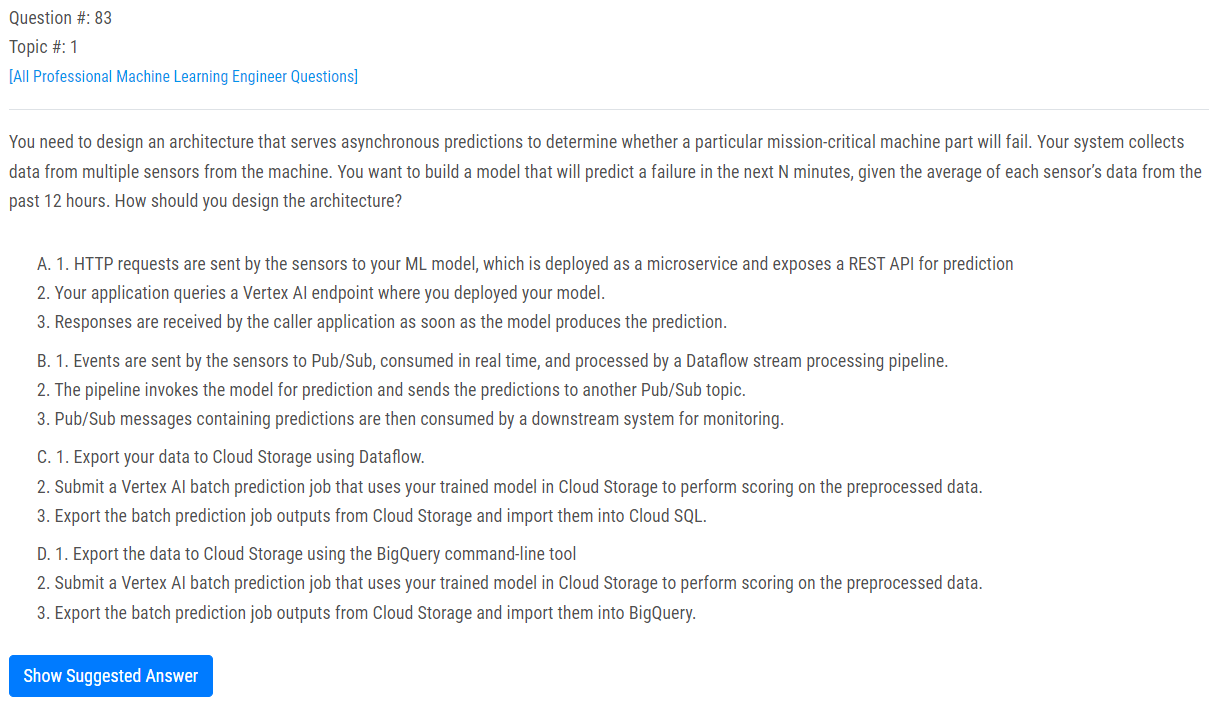 Question #: 83
Topic #: 1
[All Professional Machine Learning Engineer Questions]
You need to design an architecture that serves asynchronous predictions to determine whether a particular mission-critical machine part will fail. Your system collects
data from multiple sensors from the machine. You want to build a model that will predict a failure in the next N minutes, given the average of each sensor's data from the
past 12 hours. How should you design the architecture?
A. 1. HTTP requests are sent by the sensors to your ML model, which is deployed as a microservice and exposes a REST API for prediction
2. Your application queries a Vertex AI endpoint where you deployed your model.
3. Responses are received by the caller application as soon as the model produces the prediction.
B. 1. Events are sent by the sensors to Pub/Sub, consumed in real time, and processed by a Dataflow stream processing pipeline.
2. The pipeline invokes the model for prediction and sends the predictions to another Pub/Sub topic.
3. Pub/Sub messages containing predictions are then consumed by a downstream system for monitoring.
C. 1. Export your data to Cloud Storage using Dataflow.
2. Submit a Vertex AI batch prediction job that uses your trained model in Cloud Storage to perform scoring on the preprocessed data.
3. Export the batch prediction job outputs from Cloud Storage and import them into Cloud SQL.
D. 1. Export the data to Cloud Storage using the BigQuery command-line tool
2. Submit a Vertex AI batch prediction job that uses your trained model in Cloud Storage to perform scoring on the preprocessed data.
3. Export the batch prediction job outputs from Cloud Storage and import them into BigQuery.
Show Suggested Answer